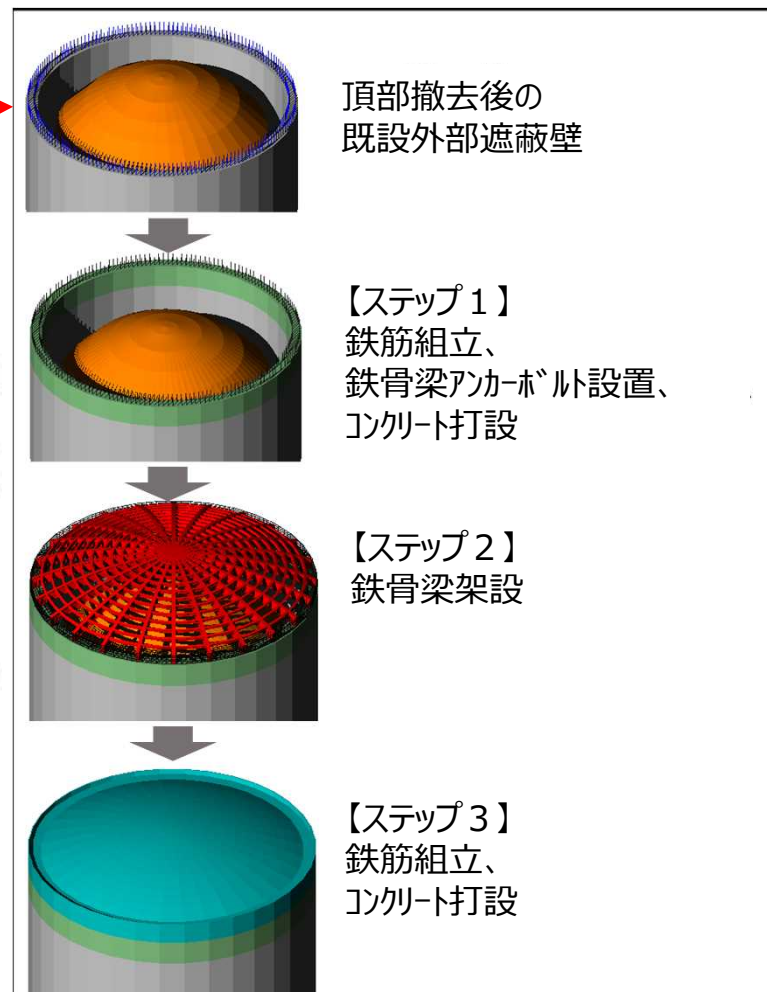 頂部撤去後の
既設外部遮蔽壁
【ステップ１】
鉄筋組立、
鉄骨梁アンカーボルト設置、
コンクリート打設
【ステップ２】
鉄骨梁架設
【ステップ３】
鉄筋組立、
コンクリート打設